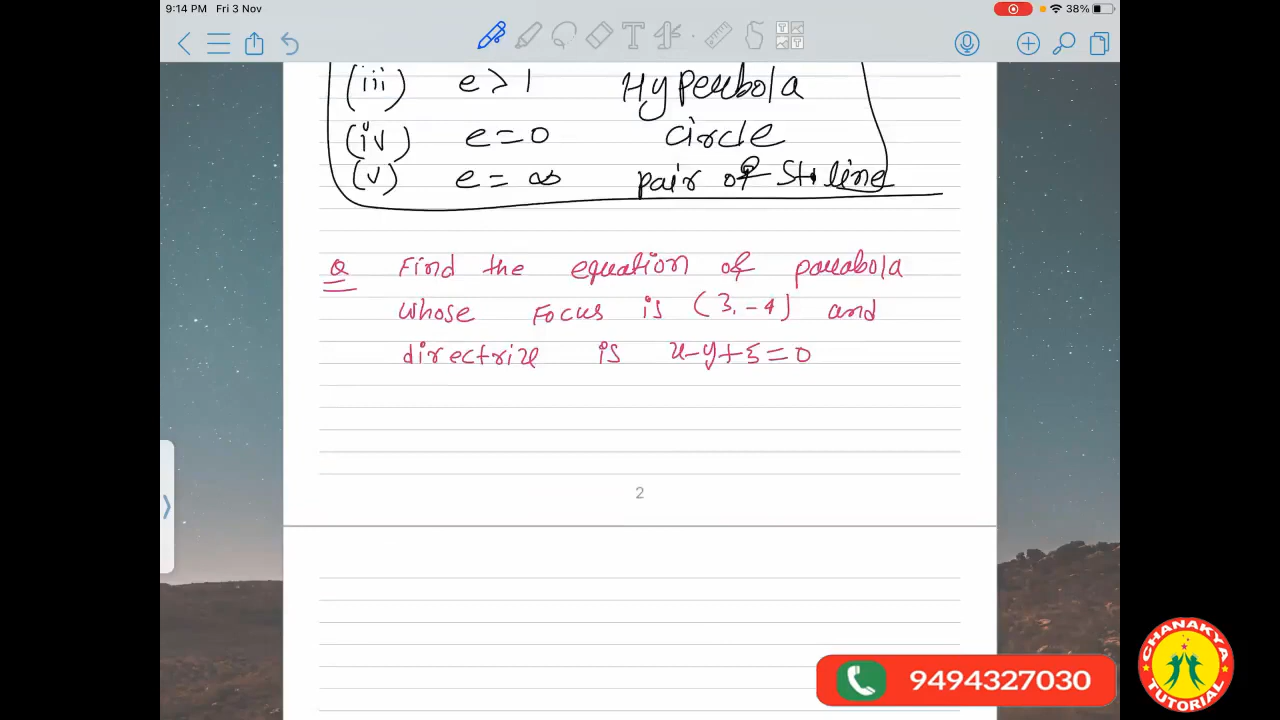 9:14 PM Fri 3 Nov
38%
(iii) e > 1 Hyperbola
(iv) e = 0 circle
(v) e = ∞ pair of St. line
Q Find the equation of parabola
whose Focus is (3, -4) and
directrix is x-y+5=0
2
9494327030
CHANAKYA
TUTORIAL